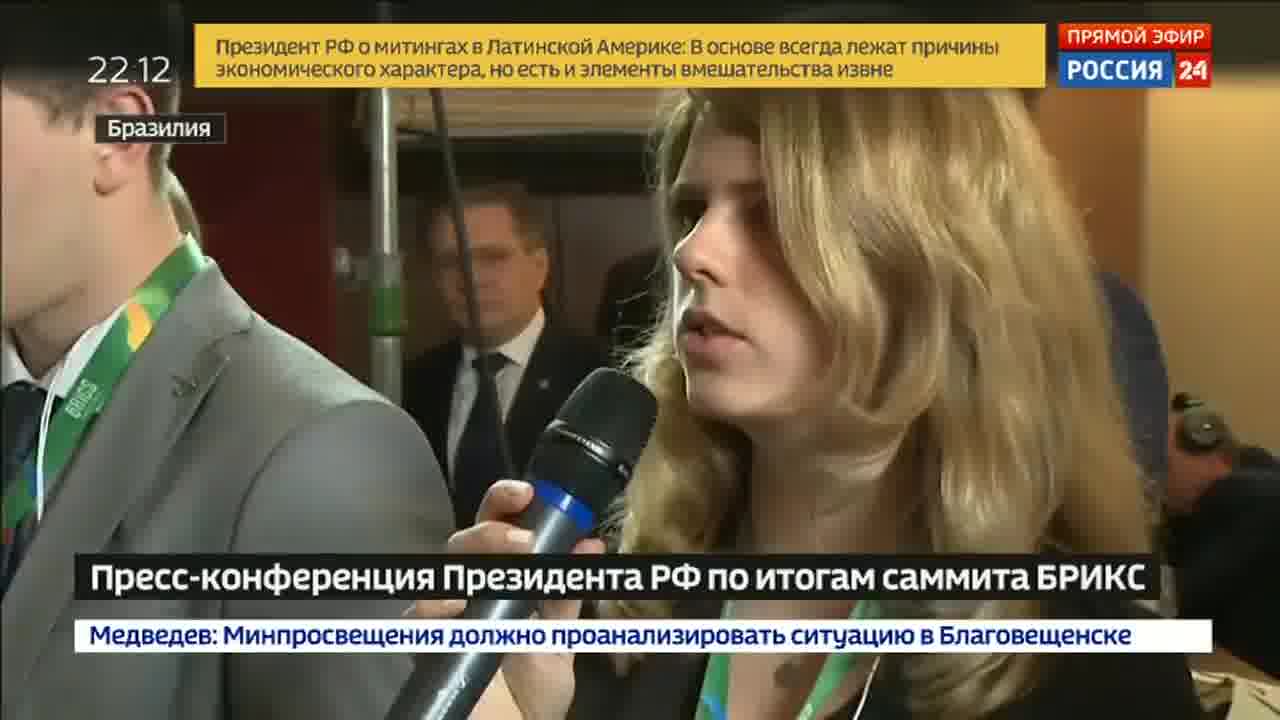 22.12
Президент РФ о митингах в Латинской Америке: В основе всегда лежат причины
экономического характера, но есть и элементы вмешательства извне
ПРЯМОЙ ЭФИР
РОССИЯ 24
Бразилия
BRICS
Пресс-конференция Президента РФ по итогам саммита БРИКС
Медведев: Минпросвещения должно проанализировать ситуацию в Благовещенске